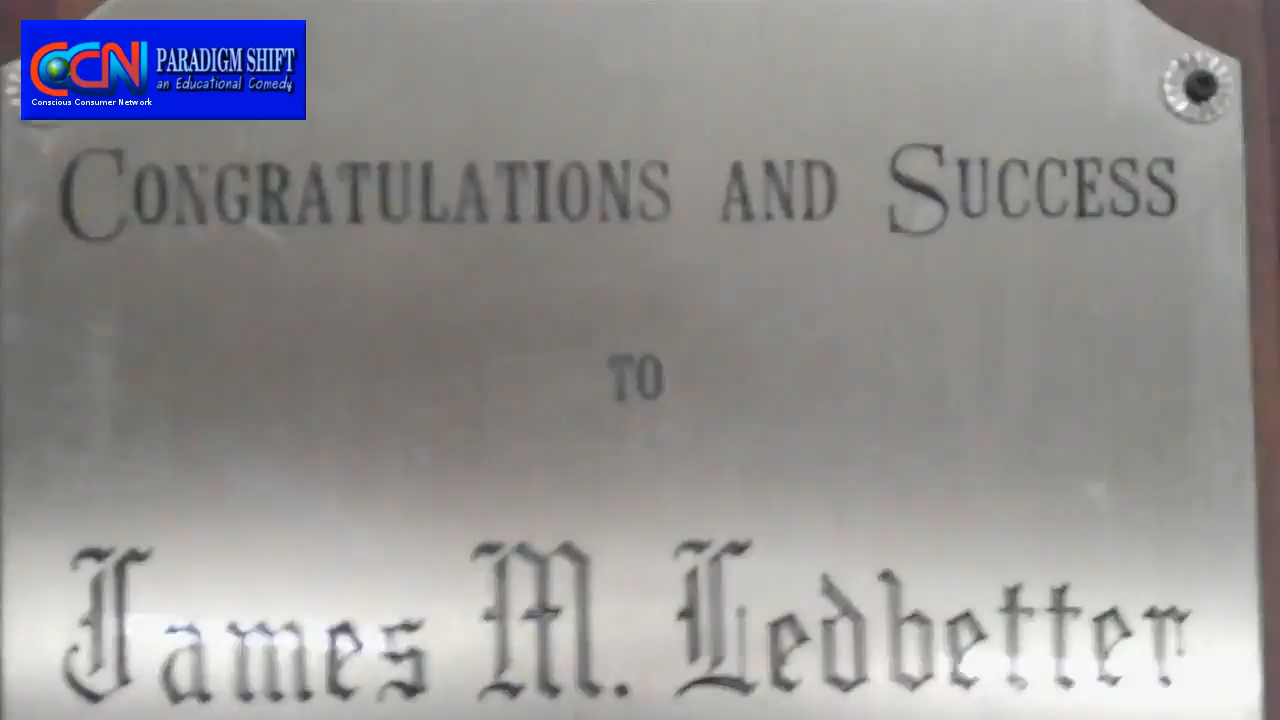 CCN PARADIGM SHIFT
an Educational Comedy
Conscious Consumer Network
CONGRATULATIONS AND SUCCESS
TO
James M. Ledbetter